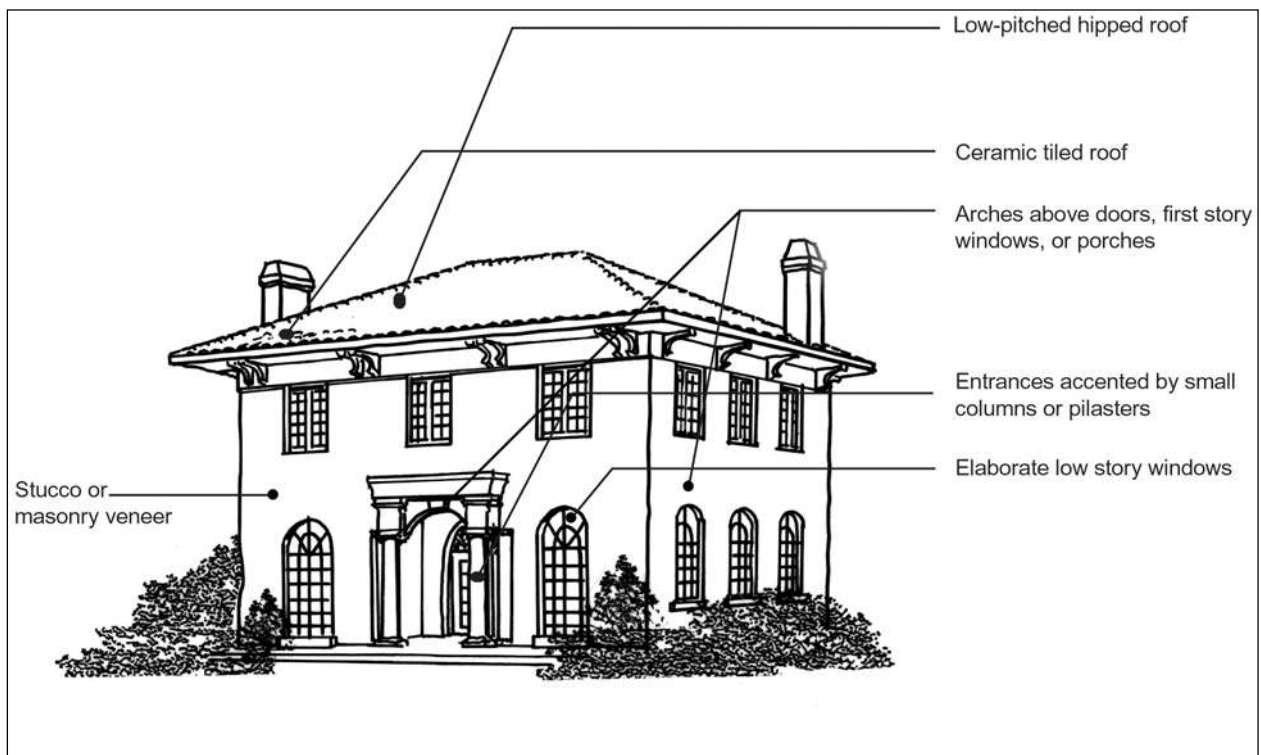 Low-pitched hipped roof
Ceramic tiled roof
Arches above doors, first story
windows, or porches
Entrances accented by small
columns or pilasters
Elaborate low story windows
Stucco or
masonry veneer